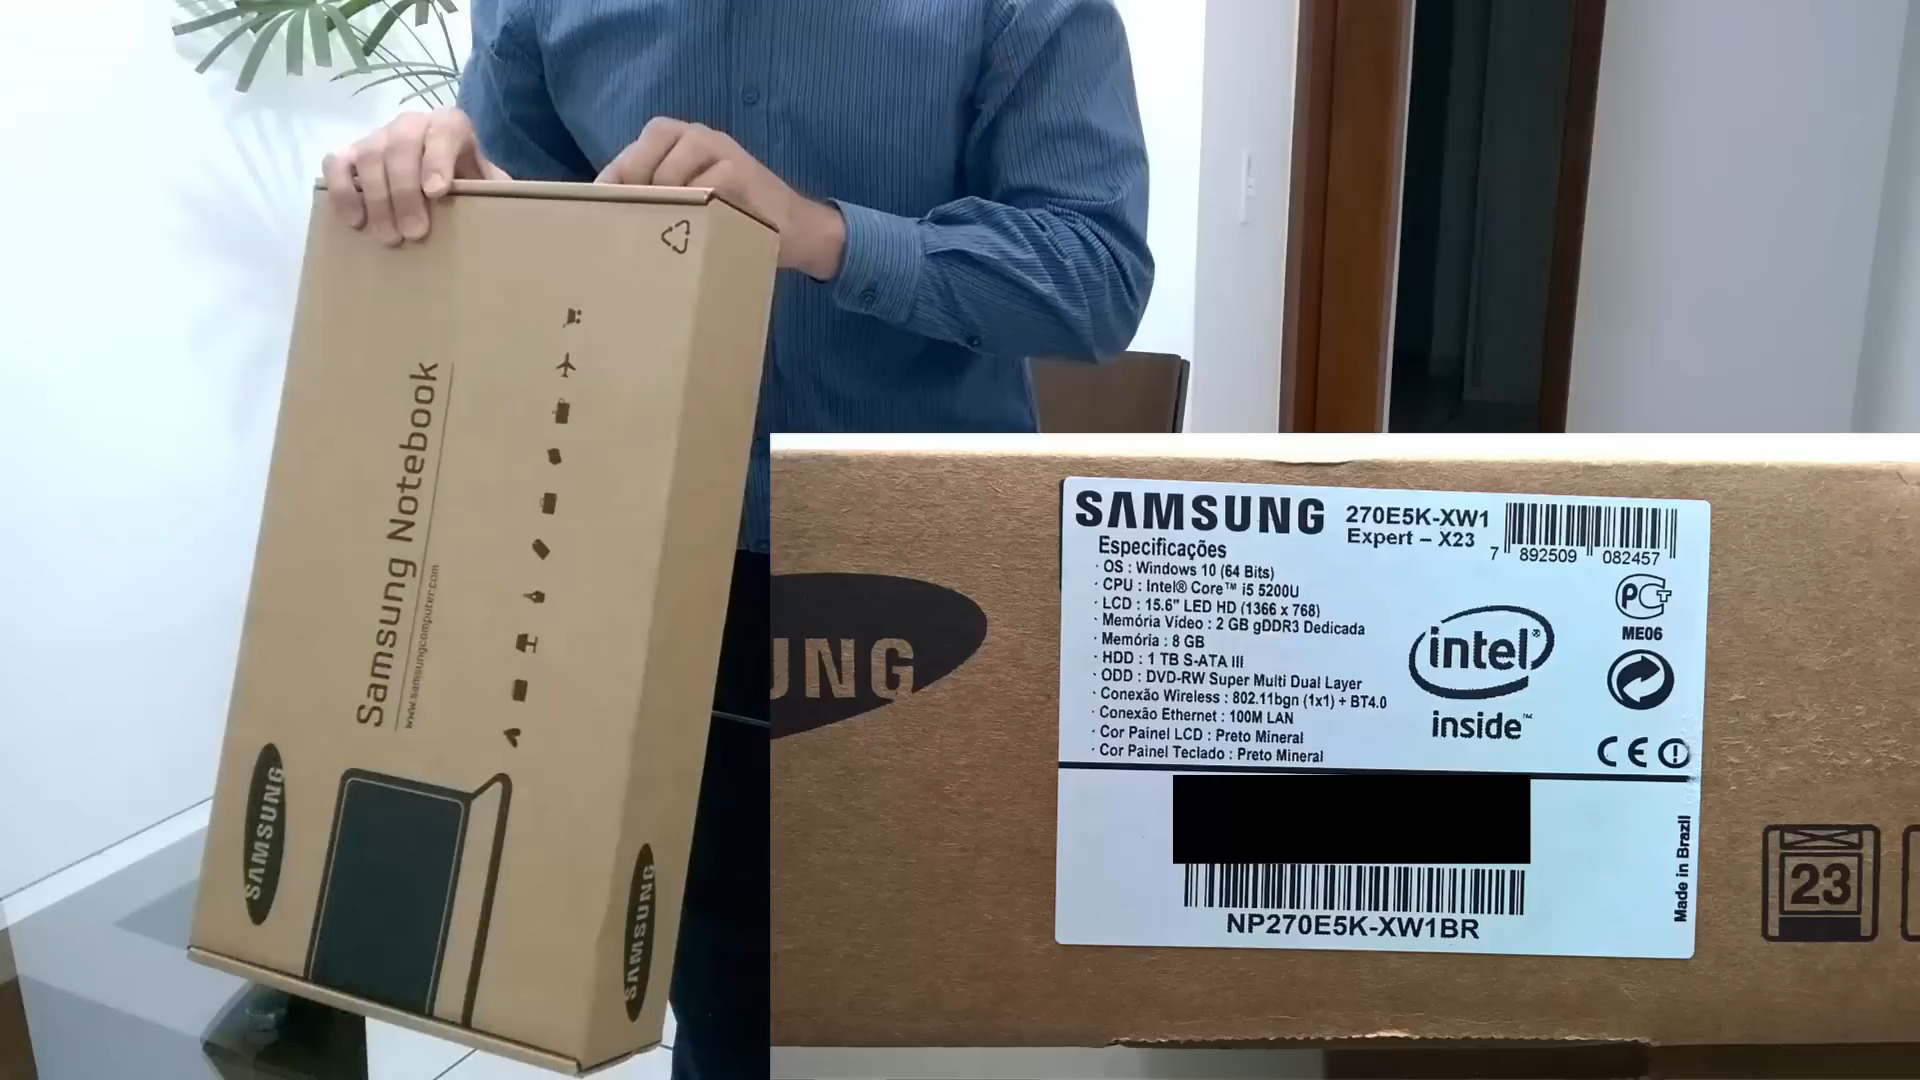 Samsung Notebook
www.samsungcomputer.com
SAMSUNG
SAMSUNG
UNG
SAMSUNG
270E5K-XW1
Expert – X23
7 892509 082457
Especificações
· OS : Windows 10 (64 Bits)
· CPU : Intel® Core™ i5 5200U
· LCD : 15.6" LED HD (1366 x 768)
· Memória Vídeo : 2 GB gDDR3 Dedicada
· Memória : 8 GB
· HDD : 1 TB S-ATA III
· ODD : DVD-RW Super Multi Dual Layer
· Conexão Wireless : 802.11bgn (1x1) + BT4.0
· Conexão Ethernet : 100M LAN
· Cor Painel LCD : Preto Mineral
· Cor Painel Teclado : Preto Mineral
intel®
inside™
PCT
ME06
CE
NP270E5K-XW1BR
Made in Brazil
23